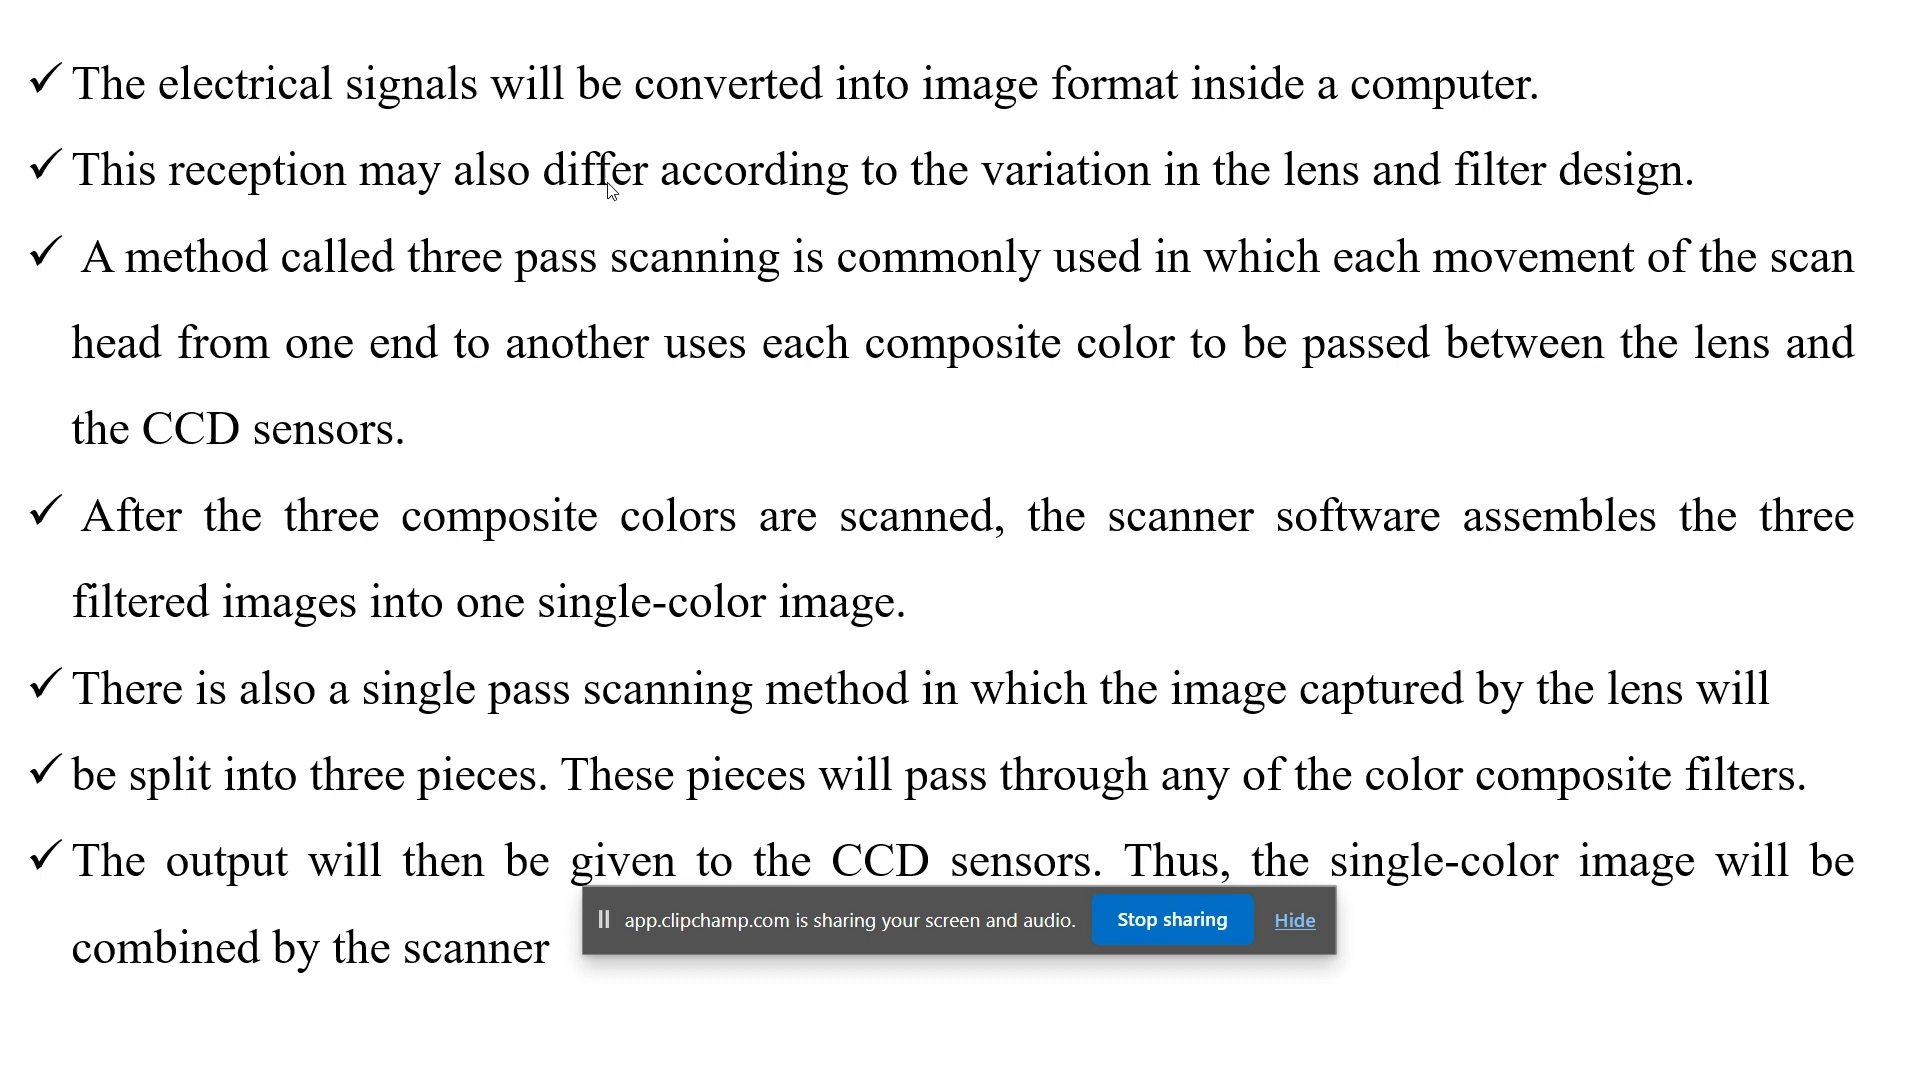 ✓ The electrical signals will be converted into image format inside a computer.
✓ This reception may also differ according to the variation in the lens and filter design.
✓ A method called three pass scanning is commonly used in which each movement of the scan
head from one end to another uses each composite color to be passed between the lens and
the CCD sensors.
✓ After the three composite colors are scanned, the scanner software assembles the three
filtered images into one single-color image.
✓ There is also a single pass scanning method in which the image captured by the lens will
✓ be split into three pieces. These pieces will pass through any of the color composite filters.
✓ The output will then be given to the CCD sensors. Thus, the single-color image will be
combined by the scanner
app.clipchamp.com is sharing your screen and audio. Stop sharing Hide